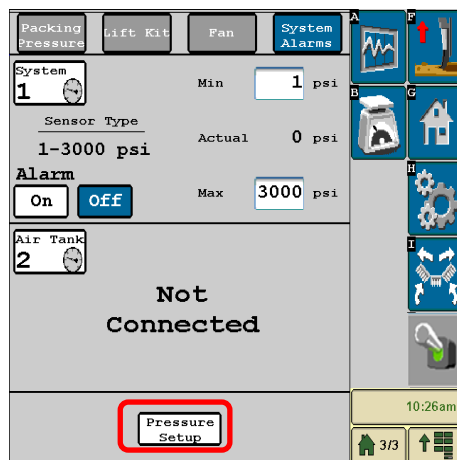 Packing Pressure
Lift Kit
Fan
System Alarms
System
1
Min
1 psi
Sensor Type
1-3000 psi
Actual
0 psi
Alarm
On
Off
Max
3000 psi
Air Tank
2
Not
Connected
Pressure
Setup
A
F
B
G
H
I
10:26am
3/3